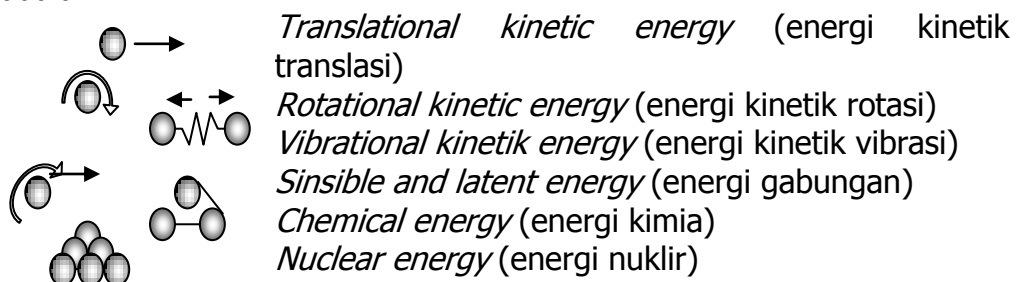 Translational kinetic energy (energi kinetik
translasi)
Rotational kinetic energy (energi kinetik rotasi)
Vibrational kinetik energy (energi kinetik vibrasi)
Sinsible and latent energy (energi gabungan)
Chemical energy (energi kimia)
Nuclear energy (energi nuklir)